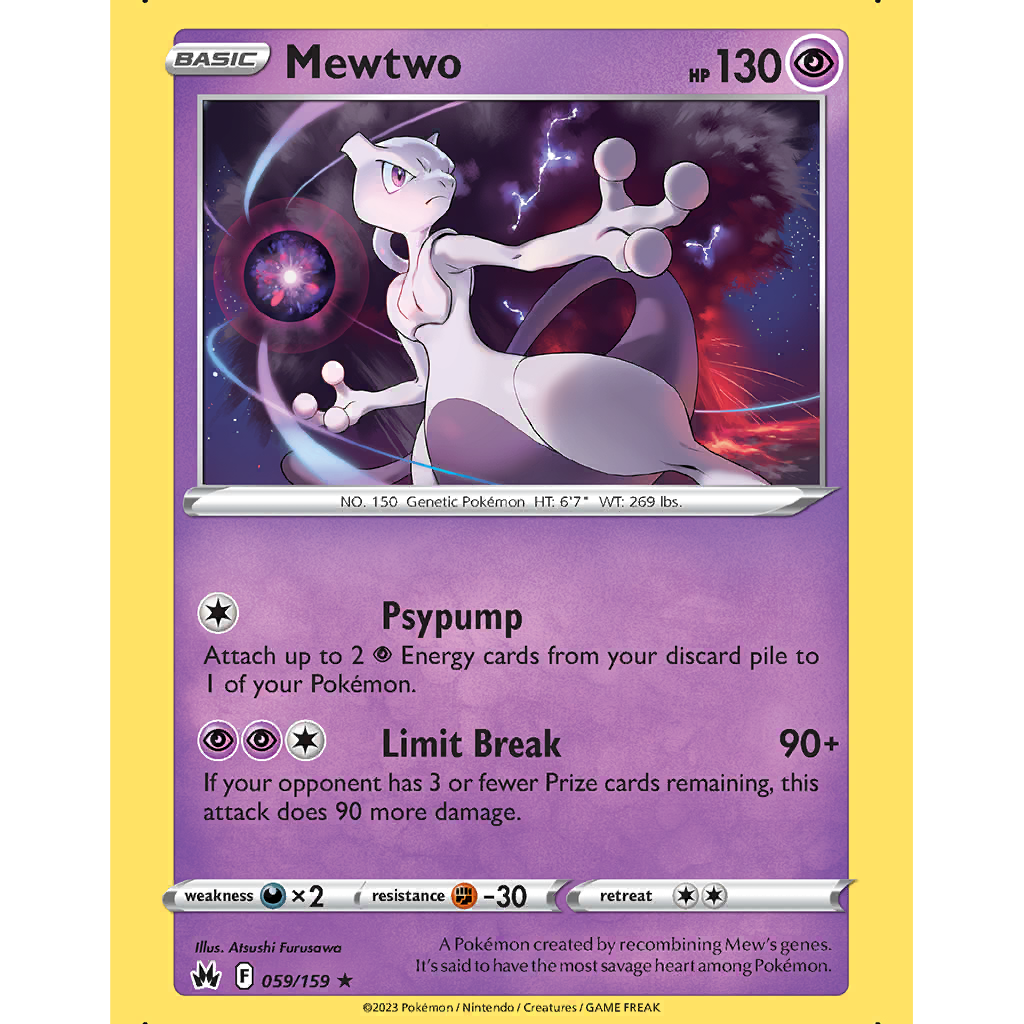 BASIC Mewtwo HP 130
NO. 150 Genetic Pokémon HT: 6'7" WT: 269 lbs.
Psypump
Attach up to 2 Energy cards from your discard pile to
1 of your Pokémon.
Limit Break 90+
If your opponent has 3 or fewer Prize cards remaining, this
attack does 90 more damage.
weakness ×2 resistance -30 retreat
Illus. Atsushi Furusawa
A Pokémon created by recombining Mew's genes.
It's said to have the most savage heart among Pokémon.
F 059/159 ★
©2023 Pokémon / Nintendo / Creatures / GAME FREAK